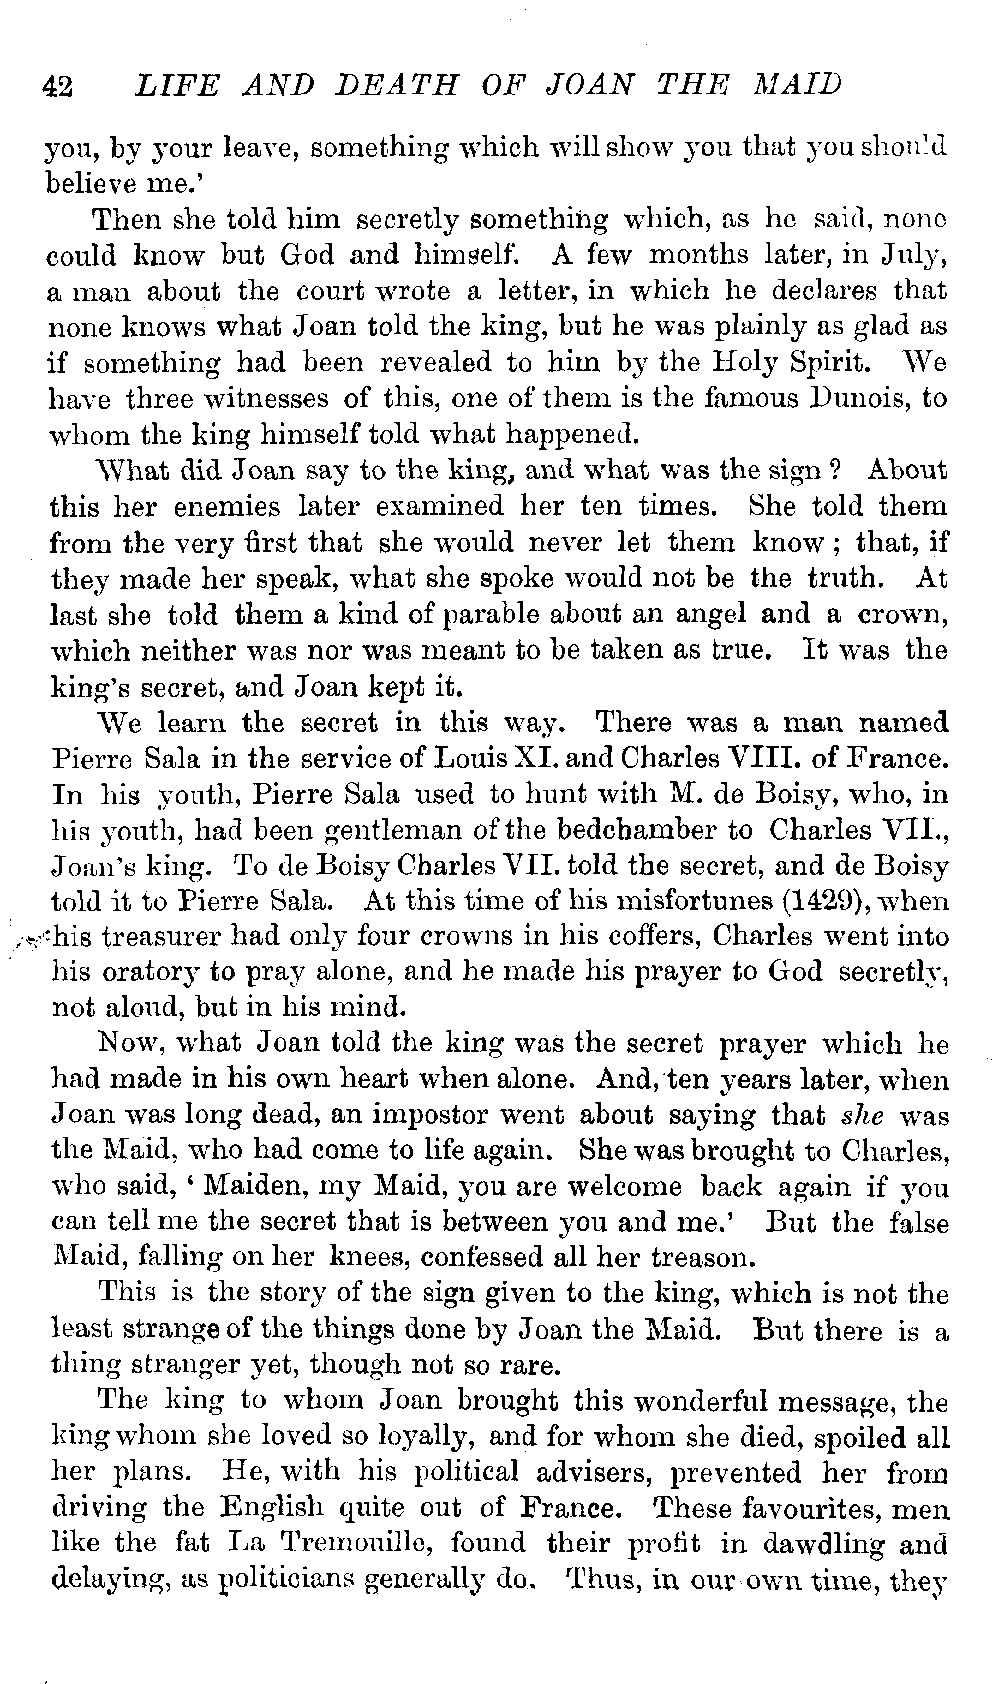 42 LIFE AND DEATH OF JOAN THE MAID
you, by your leave, something which will show you that you should
believe me.'
Then she told him secretly something which, as he said, none
could know but God and himself. A few months later, in July,
a man about the court wrote a letter, in which he declares that
none knows what Joan told the king, but he was plainly as glad as
if something had been revealed to him by the Holy Spirit. We
have three witnesses of this, one of them is the famous Dunois, to
whom the king himself told what happened.
What did Joan say to the king, and what was the sign? About
this her enemies later examined her ten times. She told them
from the very first that she would never let them know; that, if
they made her speak, what she spoke would not be the truth. At
last she told them a kind of parable about an angel and a crown,
which neither was nor was meant to be taken as true. It was the
king's secret, and Joan kept it.
We learn the secret in this way. There was a man named
Pierre Sala in the service of Louis XI. and Charles VIII. of France.
In his youth, Pierre Sala used to hunt with M. de Boisy, who, in
his youth, had been gentleman of the bedchamber to Charles VII.,
Joan's king. To de Boisy Charles VII. told the secret, and de Boisy
told it to Pierre Sala. At this time of his misfortunes (1429), when
his treasurer had only four crowns in his coffers, Charles went into
his oratory to pray alone, and he made his prayer to God secretly,
not aloud, but in his mind.
Now, what Joan told the king was the secret prayer which he
had made in his own heart when alone. And, ten years later, when
Joan was long dead, an impostor went about saying that she was
the Maid, who had come to life again. She was brought to Charles,
who said, ' Maiden, my Maid, you are welcome back again if you
can tell me the secret that is between you and me.' But the false
Maid, falling on her knees, confessed all her treason.
This is the story of the sign given to the king, which is not the
least strange of the things done by Joan the Maid. But there is a
thing stranger yet, though not so rare.
The king to whom Joan brought this wonderful message, the
king whom she loved so loyally, and for whom she died, spoiled all
her plans. He, with his political advisers, prevented her from
driving the English quite out of France. These favourites, men
like the fat La Tremouille, found their profit in dawdling and
delaying, as politicians generally do. Thus, in our own time, they